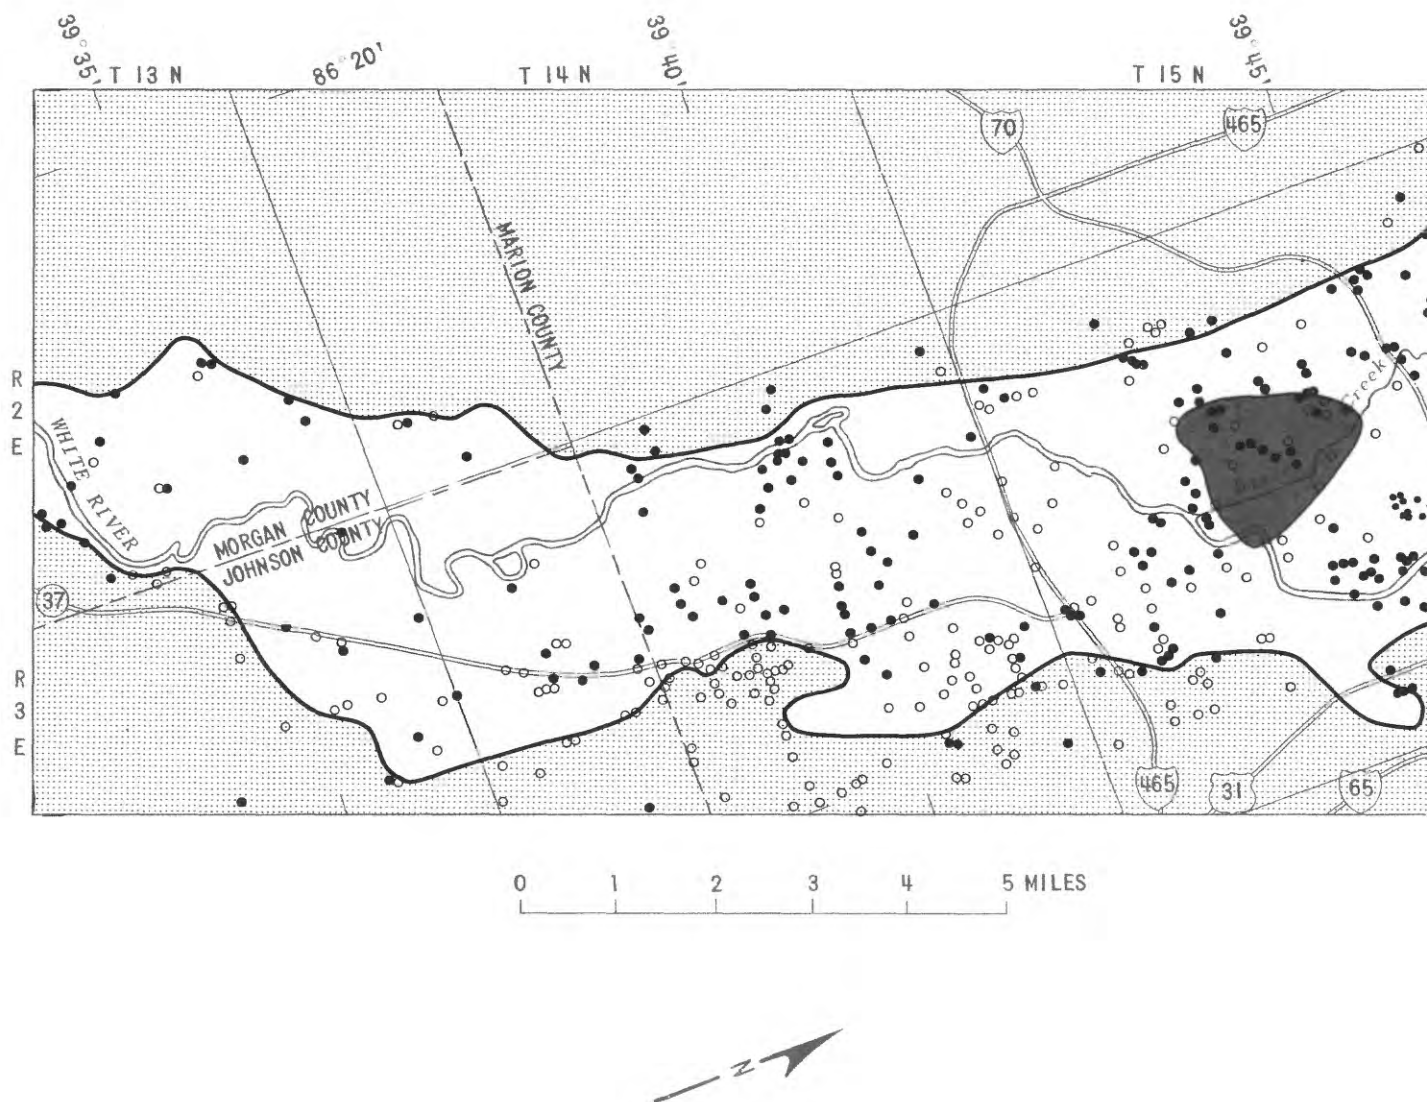 39°35'
T 13 N
86°20'
T 14 N
39°40'
T 15 N
39°45'
70
465
MARION COUNTY
R
2
E
WHITE RIVER
Creek
MORGAN COUNTY
JOHNSON COUNTY
37
R
3
E
465
31
65
0 1 2 3 4 5 MILES
N